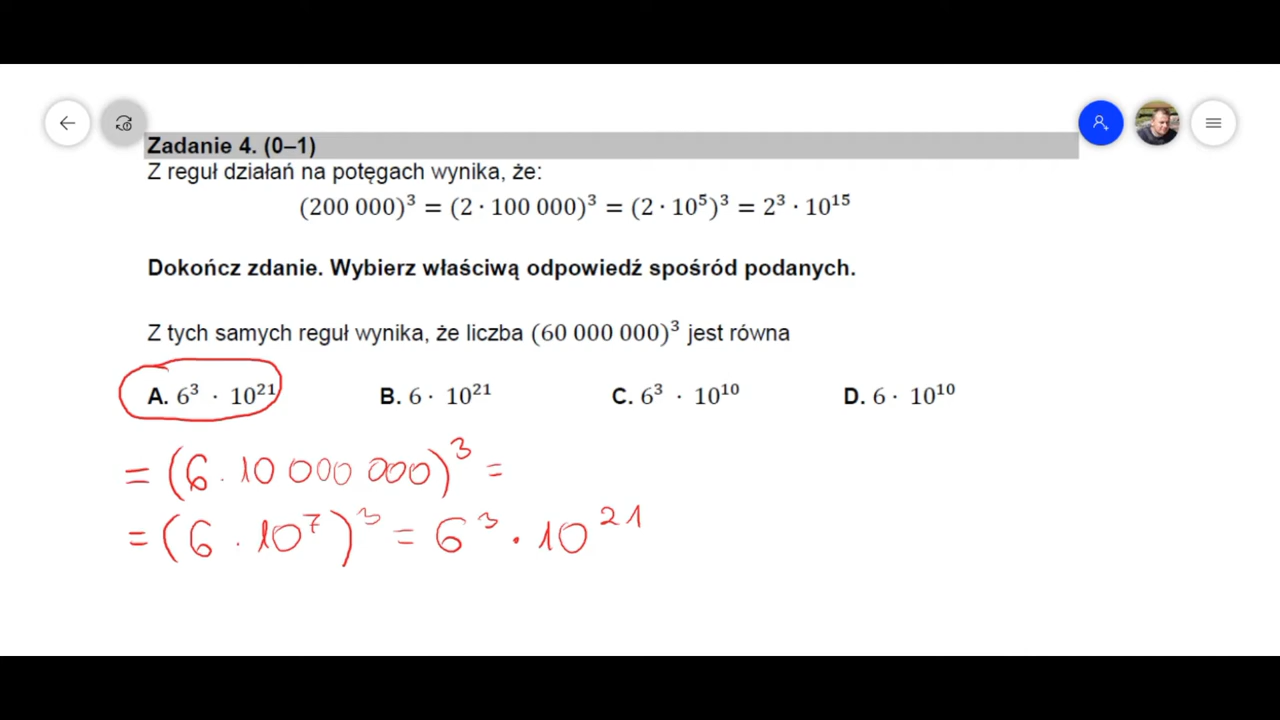 Zadanie 4. (0–1)
Z reguł działań na potęgach wynika, że:
(200 000)³ = (2 · 100 000)³ = (2 · 10⁵)³ = 2³ · 10¹⁵
Dokończ zdanie. Wybierz właściwą odpowiedź spośród podanych.
Z tych samych reguł wynika, że liczba (60 000 000)³ jest równa
A. 6³ · 10²¹ B. 6 · 10²¹ C. 6³ · 10¹⁰ D. 6 · 10¹⁰
= (6 · 10 000 000)³ =
= (6 · 10⁷)³ = 6³ · 10²¹